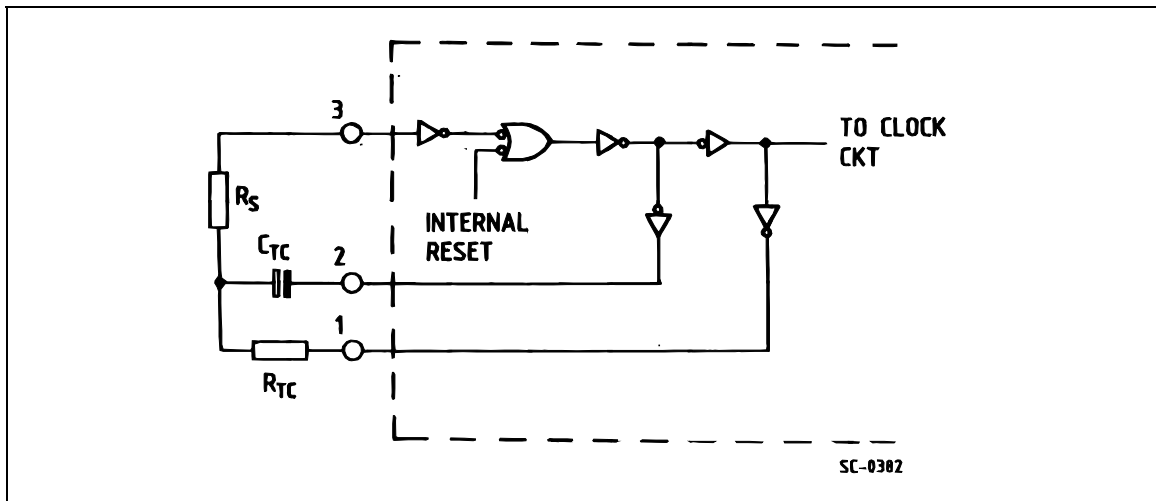 3
TO CLOCK
CKT
RS
INTERNAL
RESET
CTC
2
1
RTC
SC-0382